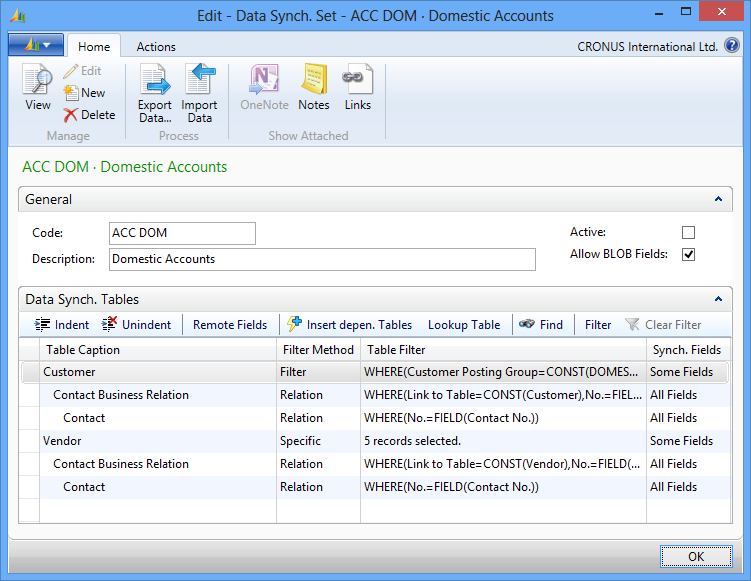 Edit - Data Synch. Set - ACC DOM · Domestic Accounts
Home Actions CRONUS International Ltd.
View Edit New Delete Export Data... Import Data OneNote Notes Links
Manage Process Show Attached
ACC DOM · Domestic Accounts
General
Code: ACC DOM Active:
Description: Domestic Accounts Allow BLOB Fields:
Data Synch. Tables
Indent Unindent Remote Fields Insert depen. Tables Lookup Table Find Filter Clear Filter
Table Caption Filter Method Table Filter Synch. Fields
Customer Filter WHERE(Customer Posting Group=CONST(DOMES... Some Fields
Contact Business Relation Relation WHERE(Link to Table=CONST(Customer),No.=FIEL... All Fields
Contact Relation WHERE(No.=FIELD(Contact No.)) All Fields
Vendor Specific 5 records selected. Some Fields
Contact Business Relation Relation WHERE(Link to Table=CONST(Vendor),No.=FIELD(... All Fields
Contact Relation WHERE(No.=FIELD(Contact No.)) All Fields
OK